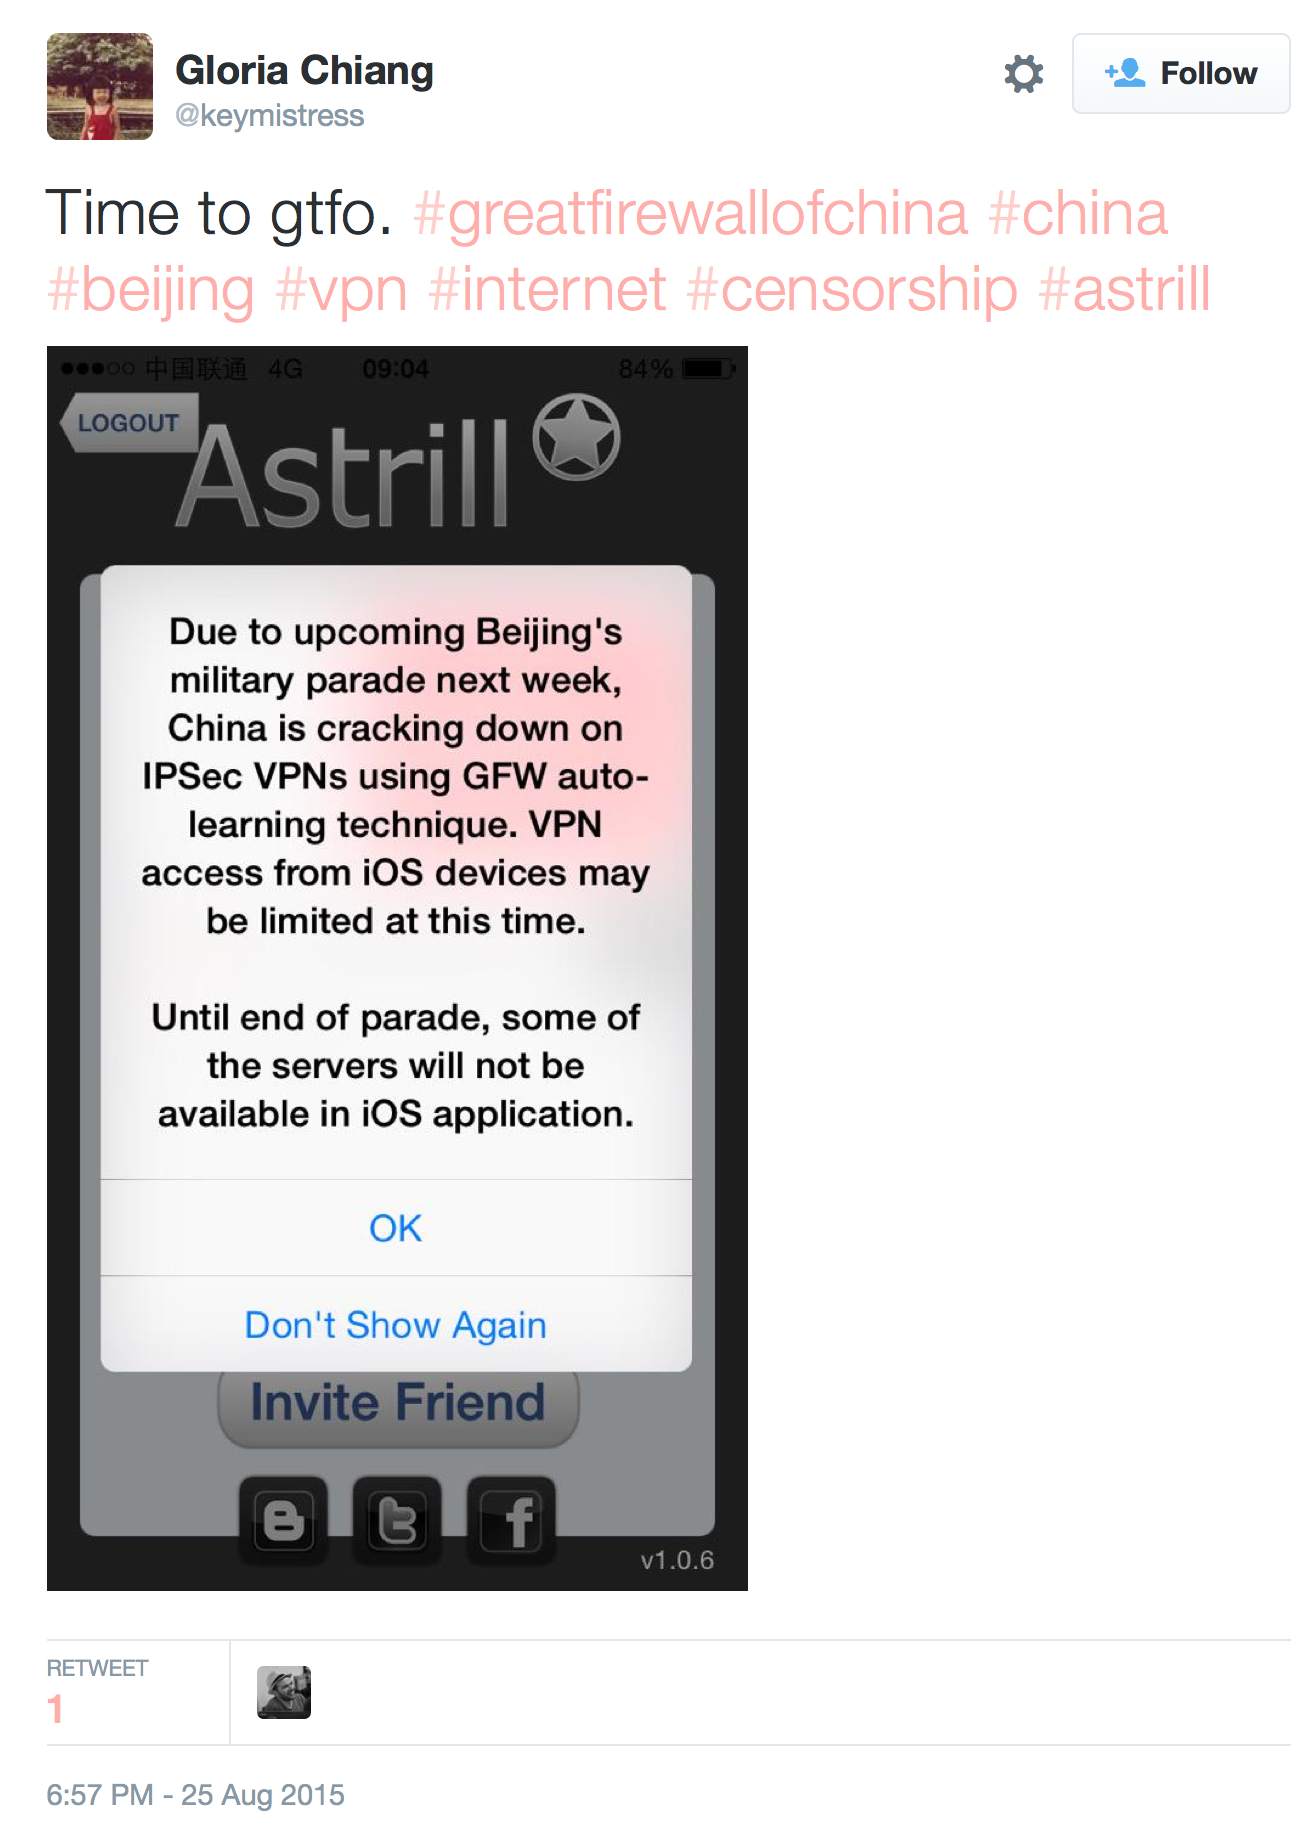 Gloria Chiang
@keymistress
Follow
Time to gtfo. #greatfirewallofchina #china
#beijing #vpn #internet #censorship #astrill
中国联通 4G 09:04 84%
LOGOUT
Astrill
Due to upcoming Beijing's
military parade next week,
China is cracking down on
IPSec VPNs using GFW auto-
learning technique. VPN
access from iOS devices may
be limited at this time.
Until end of parade, some of
the servers will not be
available in iOS application.
OK
Don't Show Again
Invite Friend
v1.0.6
RETWEET
1
6:57 PM - 25 Aug 2015